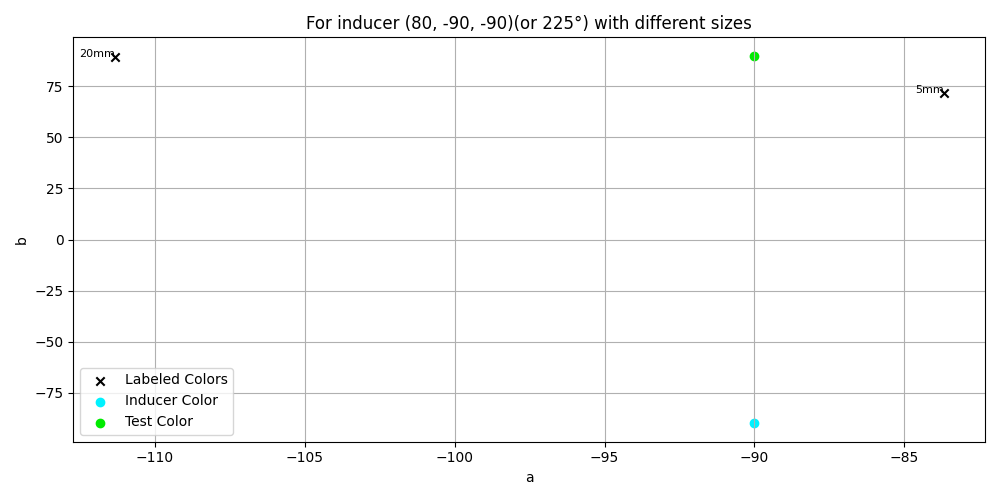 For inducer (80, -90, -90)(or 225°) with different sizes
20mm
5mm
75
50
25
0
−25
−50
−75
b
Labeled Colors
Inducer Color
Test Color
−110
−105
−100
−95
−90
−85
a